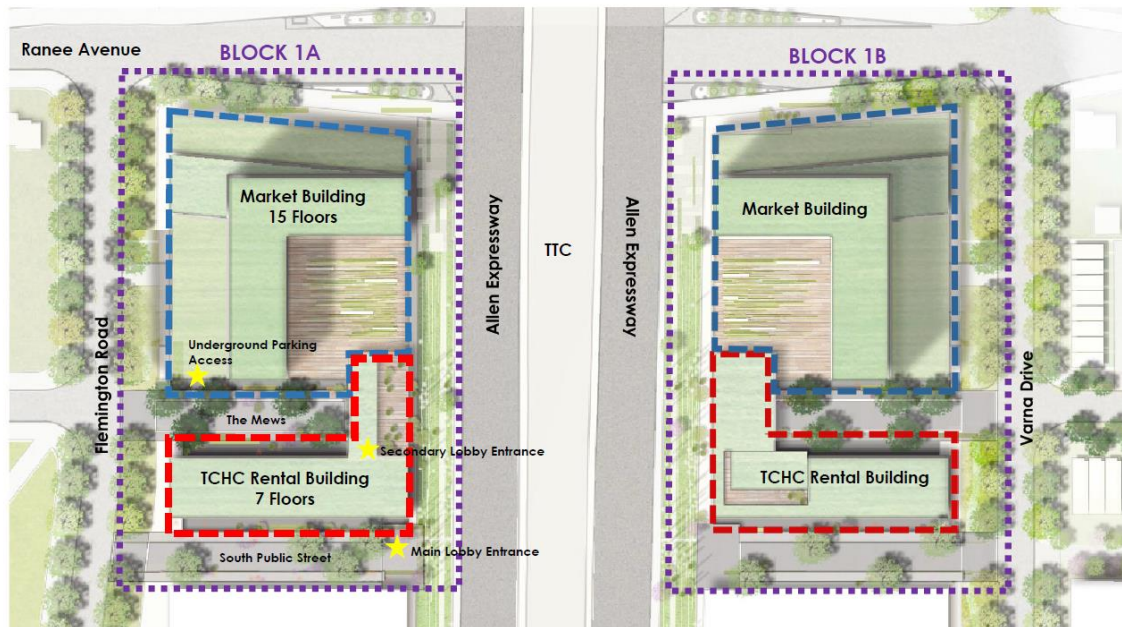 Ranee Avenue
BLOCK 1A
BLOCK 1B
Market Building
15 Floors
Market Building
Allen Expressway
TTC
Allen Expressway
Underground Parking
Access
Flemington Road
The Mews
Secondary Lobby Entrance
Varna Drive
TCHC Rental Building
7 Floors
TCHC Rental Building
South Public Street
Main Lobby Entrance